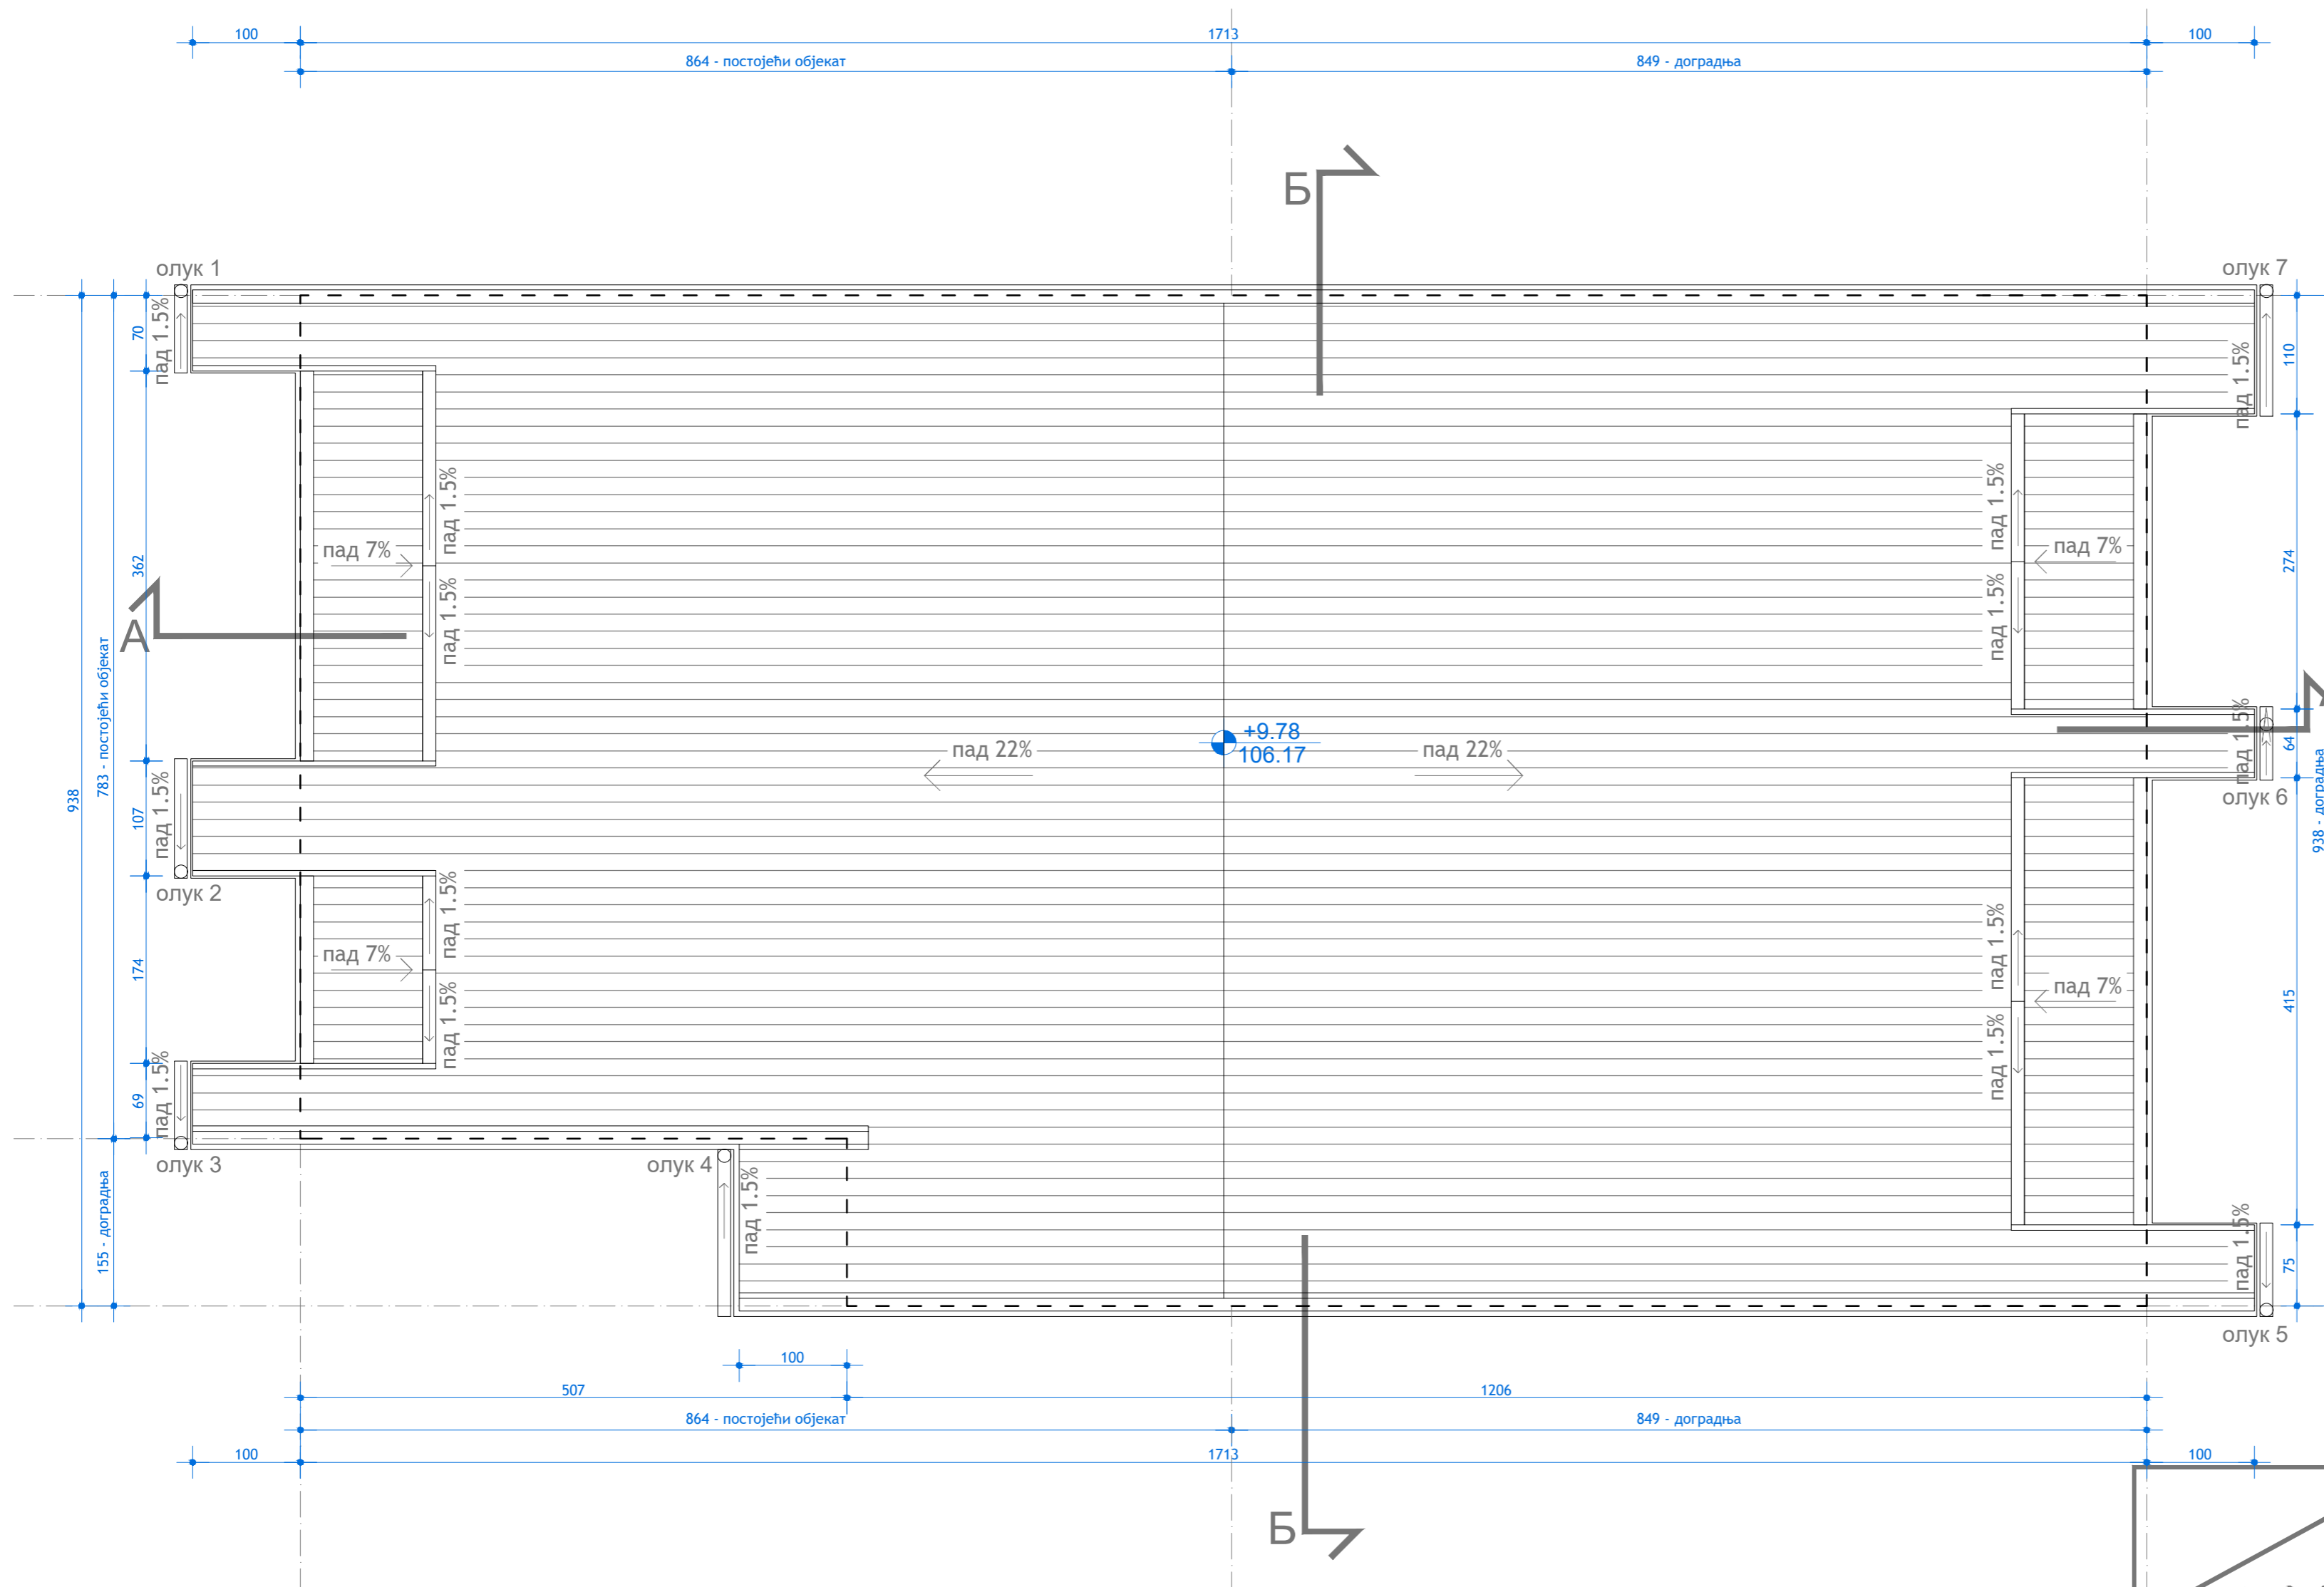 100
1713
100
864 - постојећи објекат
849 - доградња
Б
олук 1
олук 7
пад 1.5%
70
110
пад 1.5%
пад 1.5%
пад 1.5%
пад 7%
пад 7%
362
274
пад 1.5%
пад 1.5%
А
783 - постојећи објекат
938
+9.78
106.17
пад 22%
пад 22%
пад 1.5%
64
938 - доградња
107
пад 1.5%
олук 6
олук 2
пад 1.5%
пад 1.5%
174
пад 7%
пад 7%
415
пад 1.5%
пад 1.5%
69
пад 1.5%
олук 3
олук 4
155 - доградња
пад 1.5%
пад 1.5%
75
олук 5
100
507
1206
864 - постојећи објекат
849 - доградња
100
1713
100
Б